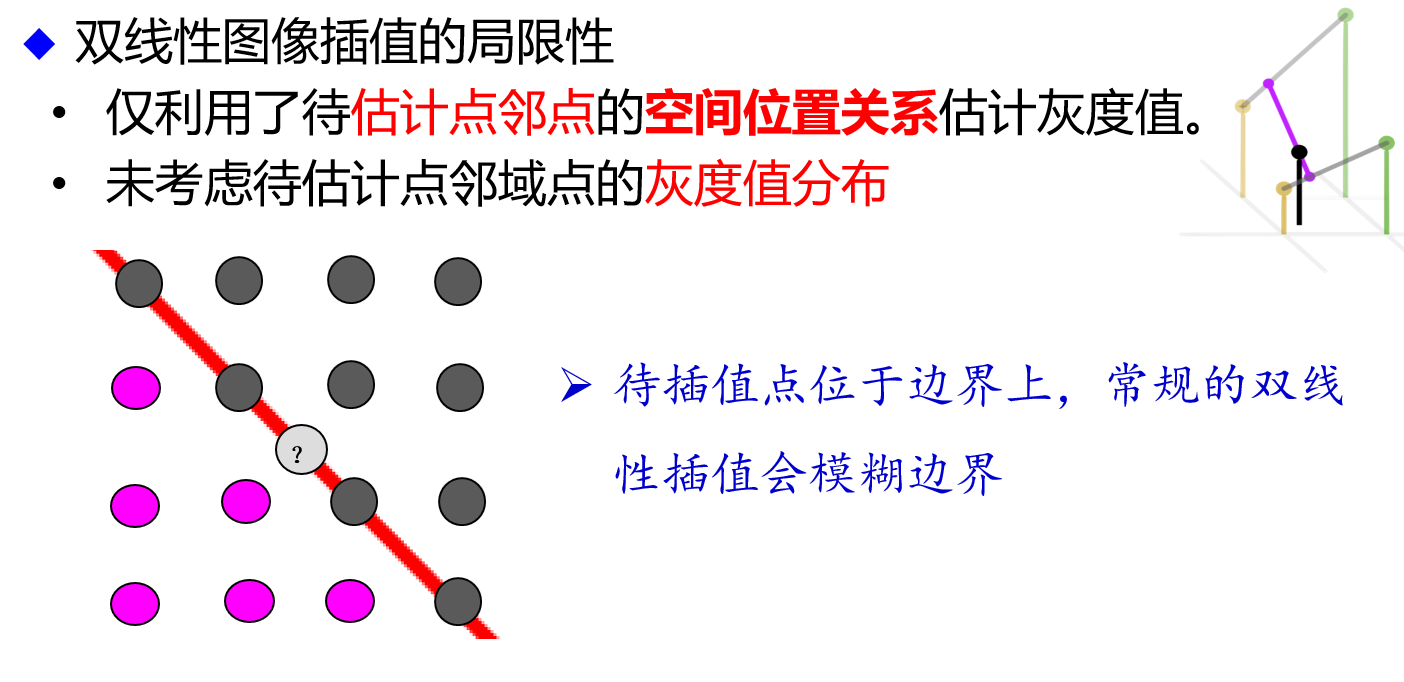 双线性图像插值的局限性
仅利用了待估计点邻点的空间位置关系估计灰度值。
未考虑待估计点邻域点的灰度值分布
?
待插值点位于边界上，常规的双线
性插值会模糊边界